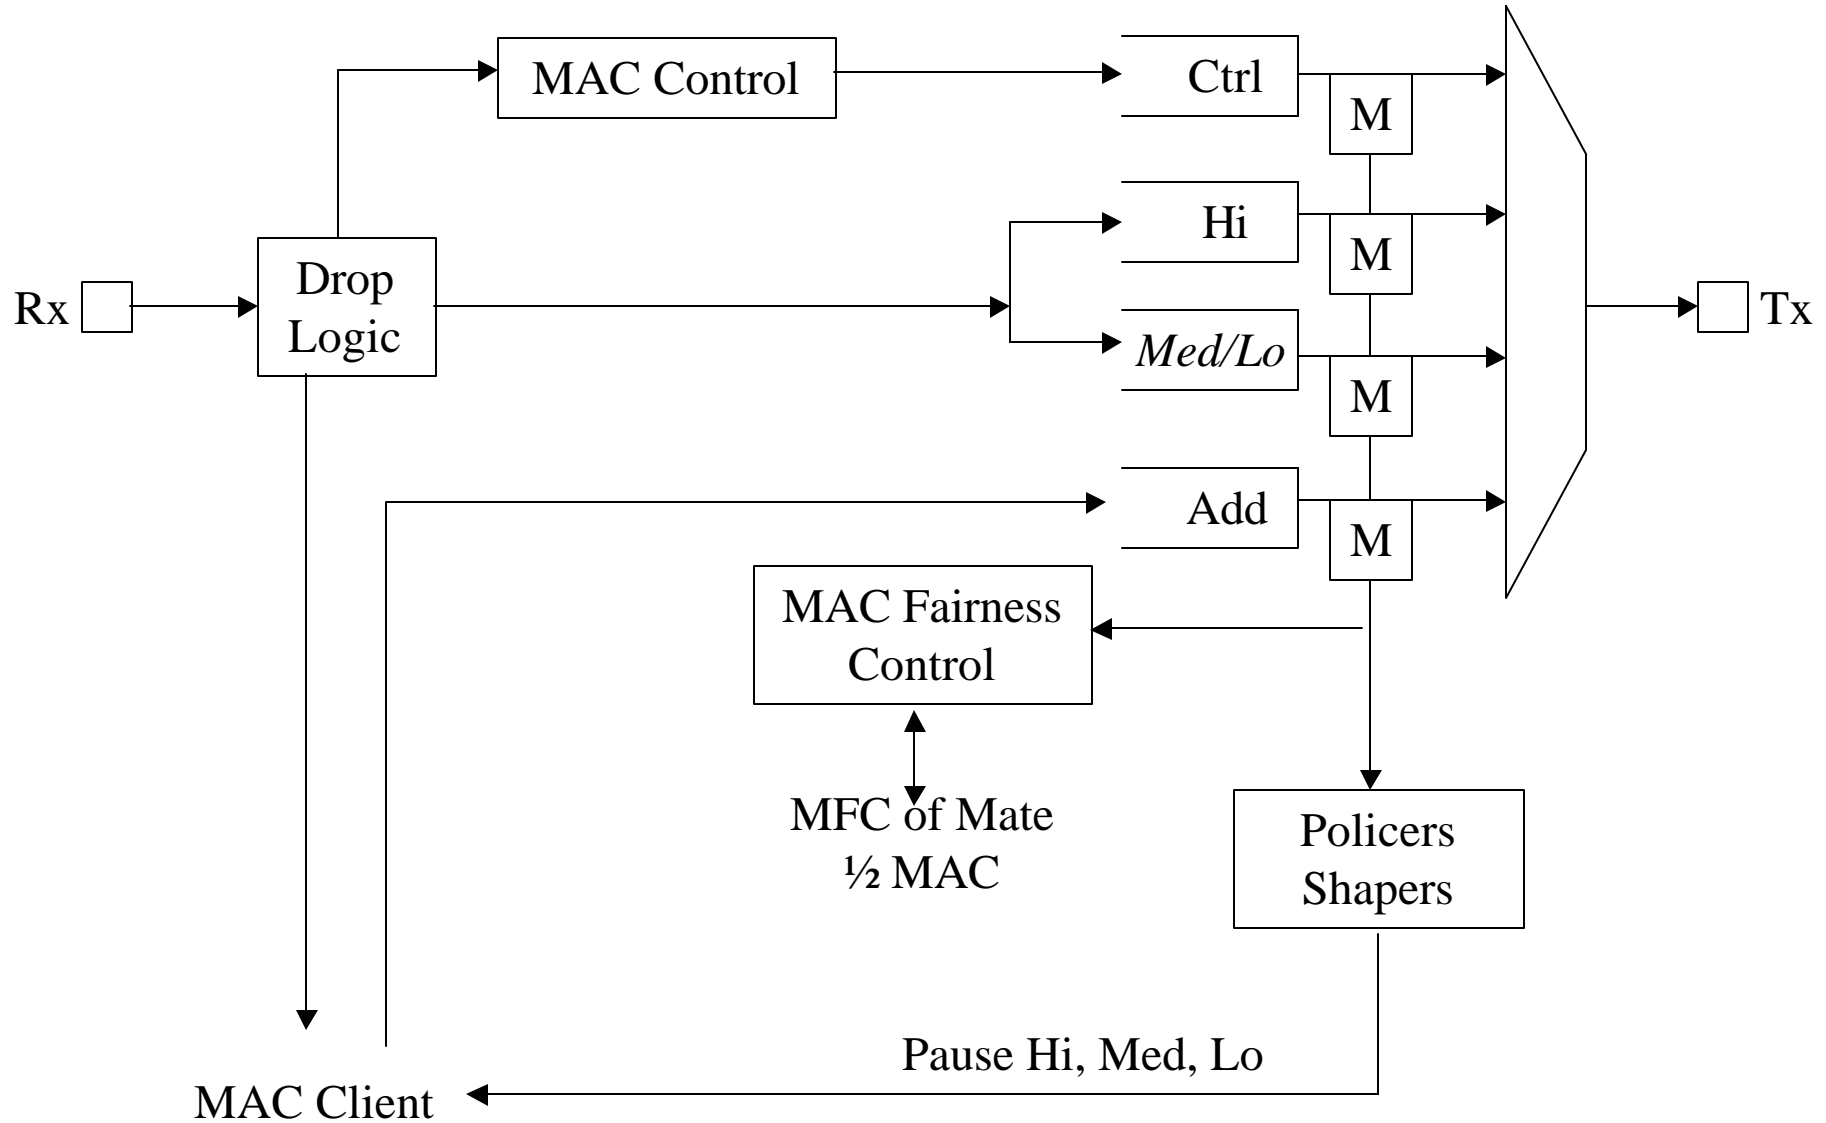 MAC Control
Ctrl
M
Hi
M
Drop
Logic
Rx
Tx
Med/Lo
M
Add
M
MAC Fairness
Control
MFC of Mate
½ MAC
Policers
Shapers
Pause Hi, Med, Lo
MAC Client